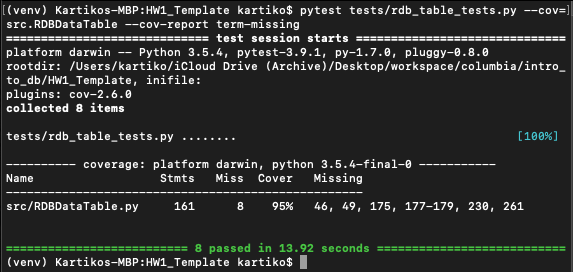 (venv) Kartikos-MBP:HW1_Template kartiko$ pytest tests/rdb_table_tests.py --cov=
src.RDBDataTable --cov-report term-missing
============================= test session starts ==============================
platform darwin -- Python 3.5.4, pytest-3.9.1, py-1.7.0, pluggy-0.8.0
rootdir: /Users/kartiko/iCloud Drive (Archive)/Desktop/workspace/columbia/intro_
to_db/HW1_Template, inifile:
plugins: cov-2.6.0
collected 8 items
tests/rdb_table_tests.py ........ [100%]
---------- coverage: platform darwin, python 3.5.4-final-0 -----------
Name Stmts Miss Cover Missing
---------------------------------------------------
src/RDBDataTable.py 161 8 95% 46, 49, 175, 177-179, 230, 261
========================== 8 passed in 13.92 seconds ===========================
(venv) Kartikos-MBP:HW1_Template kartiko$